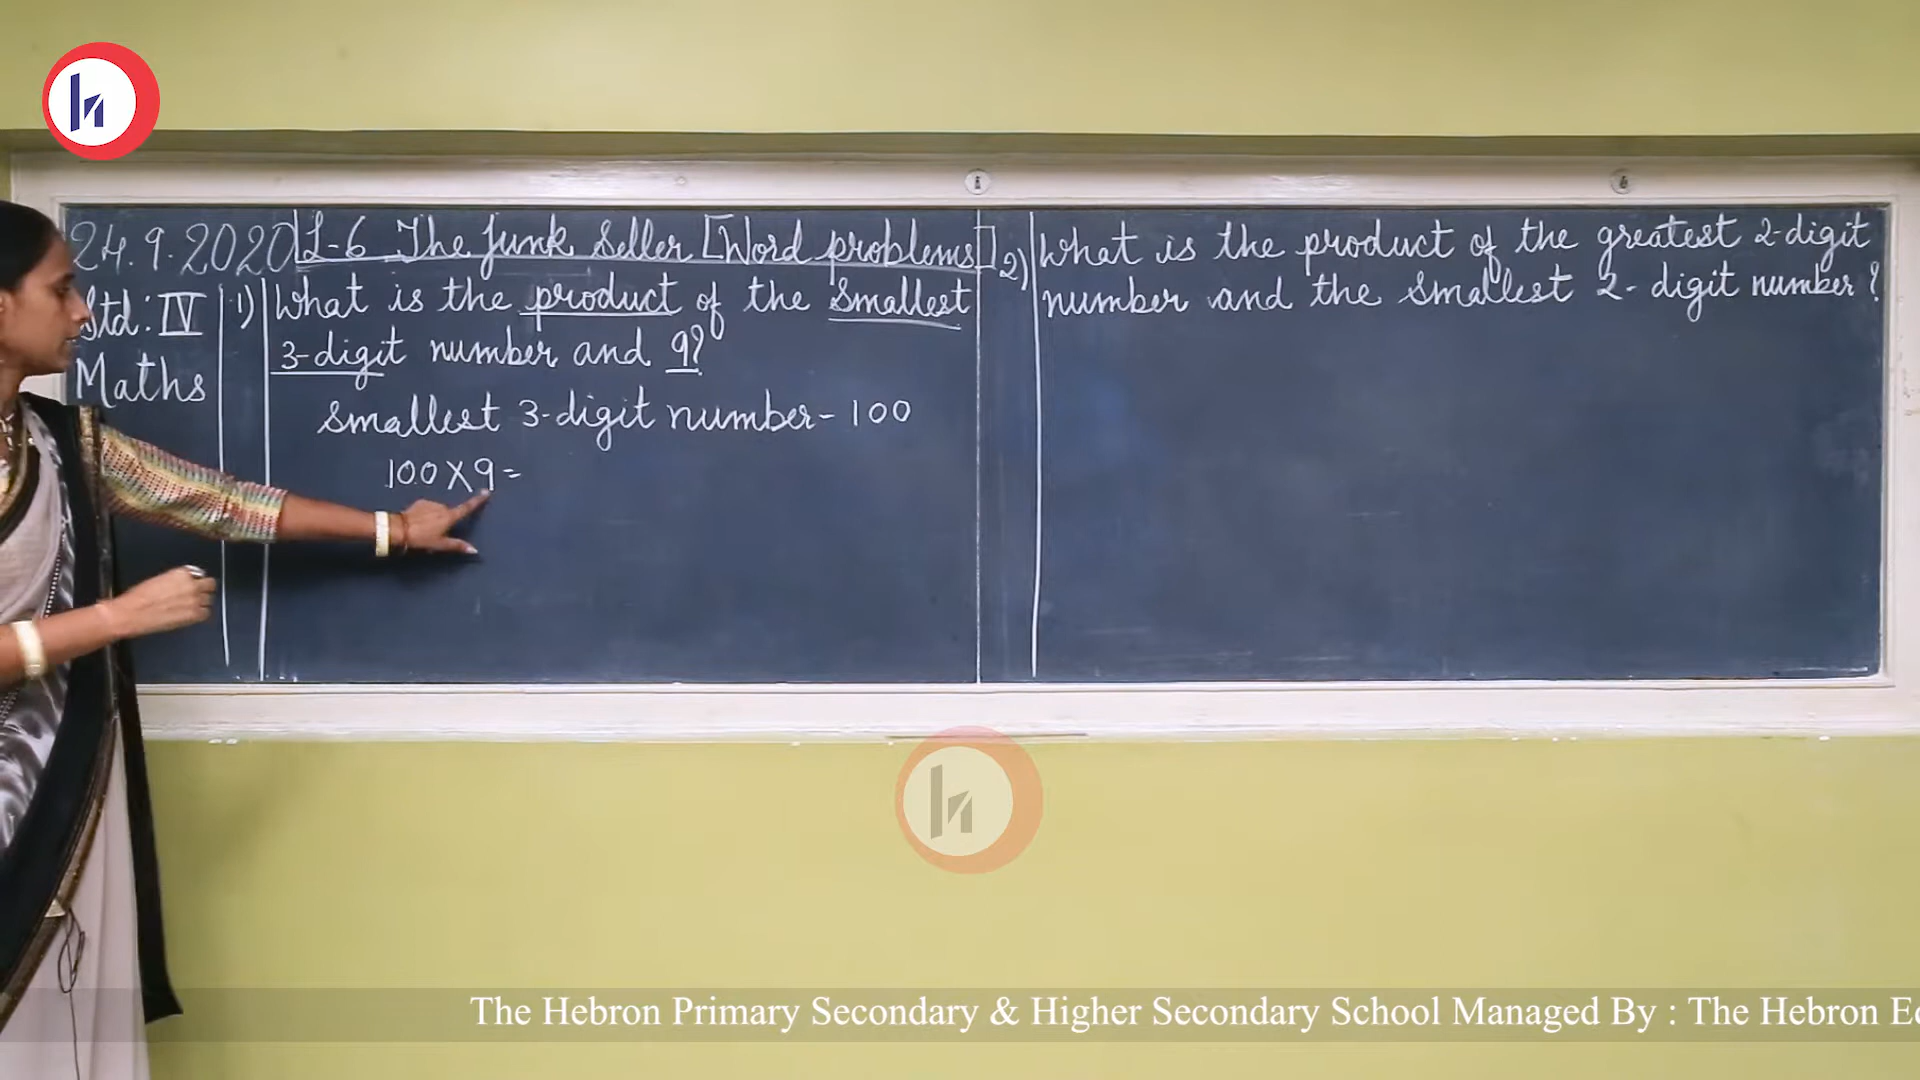 24.9.2020
Std: IV
Maths
L-6 The Junk Seller [Word problems]
1) What is the product of the Smallest
3-digit number and 9?
Smallest 3-digit number - 100
100 X 9 =
2) What is the product of the greatest 2-digit
number and the smallest 2-digit number?
The Hebron Primary Secondary & Higher Secondary School Managed By : The Hebron